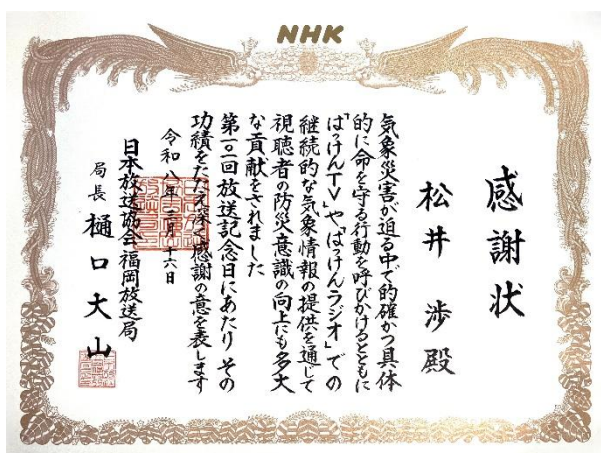 NHK
感謝状
松井 渉 殿
気象災害が迫る中で的確かつ具体
的に命を守る行動を呼びかけるとともに
「ばっけんTV」や「ばっけんラジオ」での
継続的な気象情報の提供を通じて
視聴者の防災意識の向上にも多大
な貢献をされました
第一〇一回放送記念日にあたり その
功績をたたえ深く感謝の意を表します
令和八年三月二十六日
日本放送協会福岡放送局
局長 樋口大山